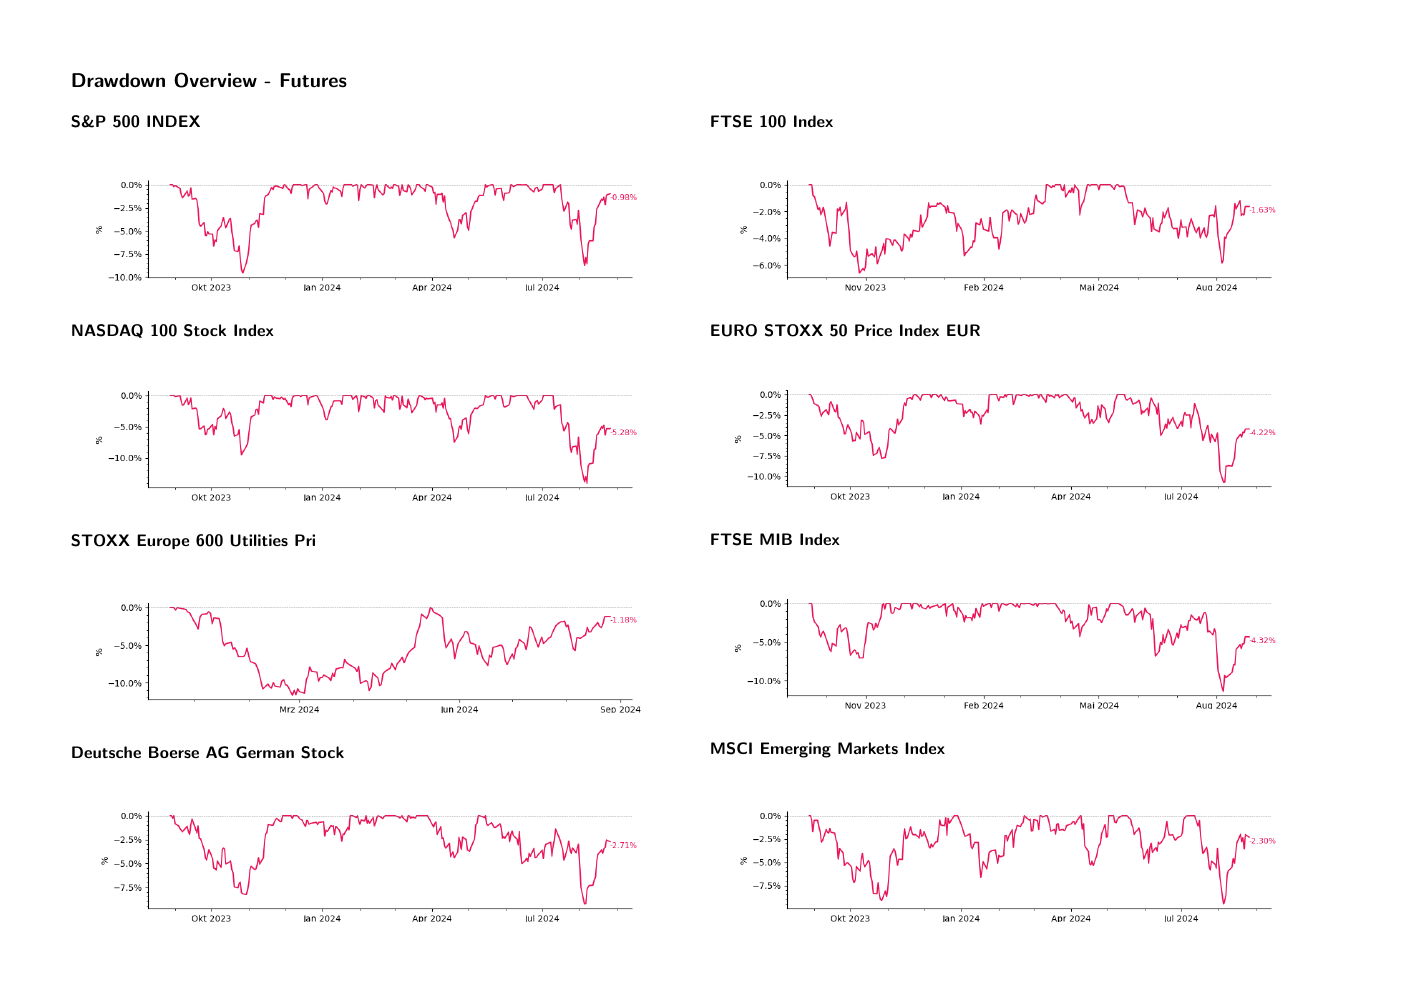 Drawdown Overview - Futures
S&P 500 INDEX
0.0%
−2.5%
−5.0%
−7.5%
−10.0%
%
-0.98%
Okt 2023
Jan 2024
Apr 2024
Jul 2024
FTSE 100 Index
0.0%
−2.0%
−4.0%
−6.0%
%
-1.63%
Nov 2023
Feb 2024
Mai 2024
Aug 2024
NASDAQ 100 Stock Index
0.0%
−5.0%
−10.0%
%
-5.28%
Okt 2023
Jan 2024
Apr 2024
Jul 2024
EURO STOXX 50 Price Index EUR
0.0%
−2.5%
−5.0%
−7.5%
−10.0%
%
-4.22%
Okt 2023
Jan 2024
Apr 2024
Jul 2024
STOXX Europe 600 Utilities Pri
0.0%
−5.0%
−10.0%
%
-1.18%
Mrz 2024
Jun 2024
Sep 2024
FTSE MIB Index
0.0%
−5.0%
−10.0%
%
-4.32%
Nov 2023
Feb 2024
Mai 2024
Aug 2024
Deutsche Boerse AG German Stock
0.0%
−2.5%
−5.0%
−7.5%
%
-2.71%
Okt 2023
Jan 2024
Apr 2024
Jul 2024
MSCI Emerging Markets Index
0.0%
−2.5%
−5.0%
−7.5%
%
-2.30%
Okt 2023
Jan 2024
Apr 2024
Jul 2024